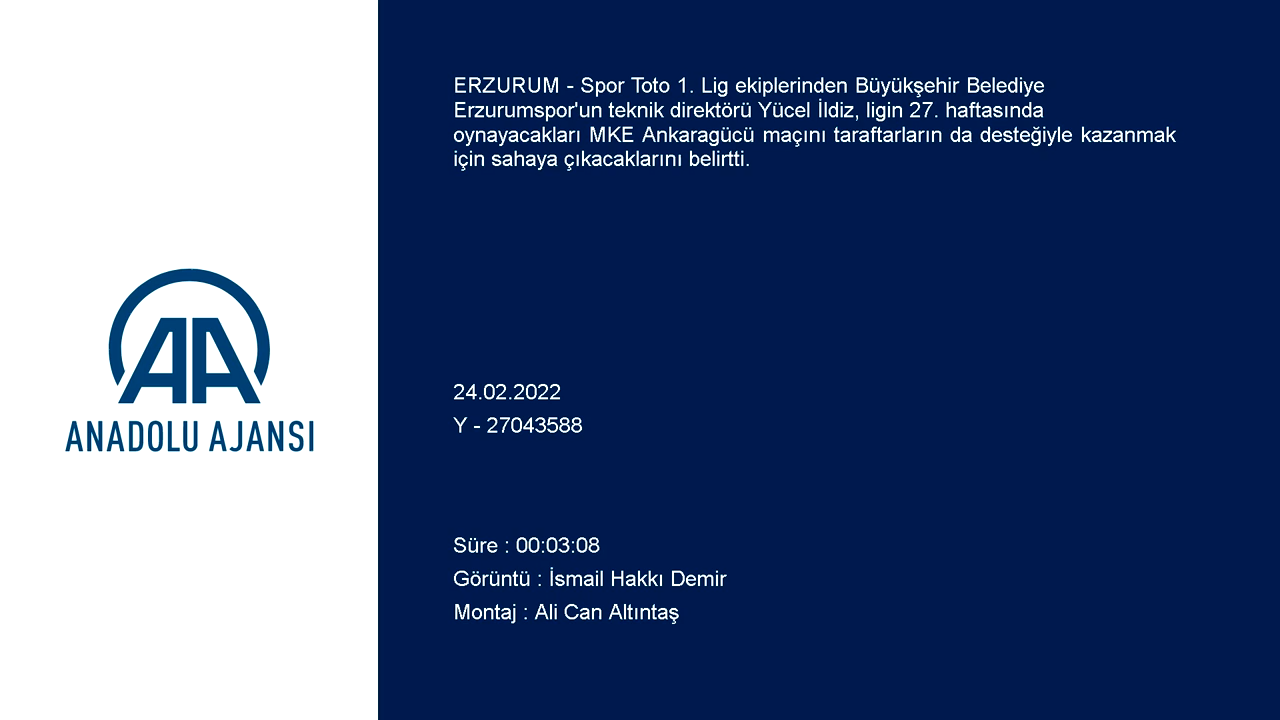 AA
ANADOLU AJANSI
ERZURUM - Spor Toto 1. Lig ekiplerinden Büyükşehir Belediye
Erzurumspor'un teknik direktörü Yücel İldiz, ligin 27. haftasında
oynayacakları MKE Ankaragücü maçını taraftarların da desteğiyle kazanmak
için sahaya çıkacaklarını belirtti.
24.02.2022
Y - 27043588
Süre : 00:03:08
Görüntü : İsmail Hakkı Demir
Montaj : Ali Can Altıntaş